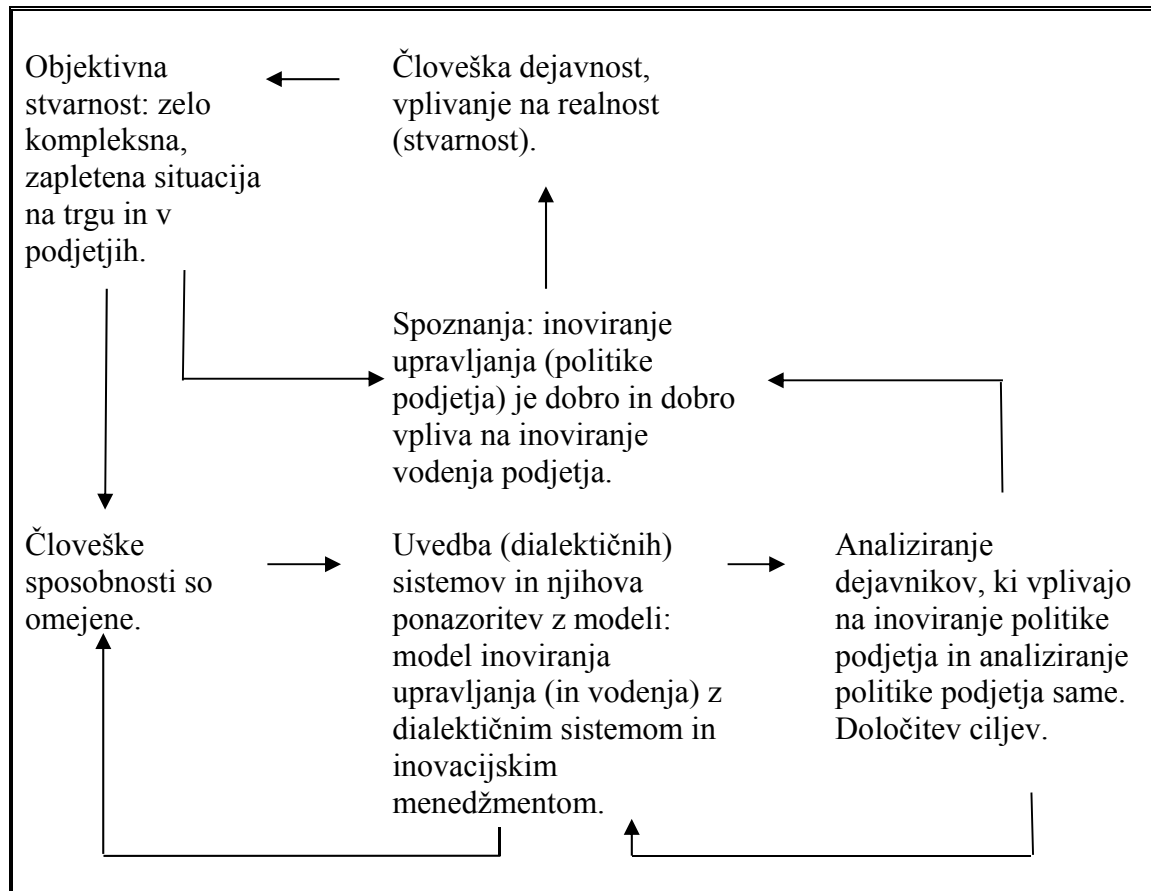 Objektivna
stvarnost: zelo
kompleksna,
zapletena situacija
na trgu in v
podjetjih.
Človeška dejavnost,
vplivanje na realnost
(stvarnost).
Spoznanja: inoviranje
upravljanja (politike
podjetja) je dobro in dobro
vpliva na inoviranje
vodenja podjetja.
Človeške
sposobnosti so
omejene.
Uvedba (dialektičnih)
sistemov in njihova
ponazoritev z modeli:
model inoviranja
upravljanja (in vodenja) z
dialektičnim sistemom in
inovacijskim
menedžmentom.
Analiziranje
dejavnikov, ki vplivajo
na inoviranje politike
podjetja in analiziranje
politike podjetja same.
Določitev ciljev.